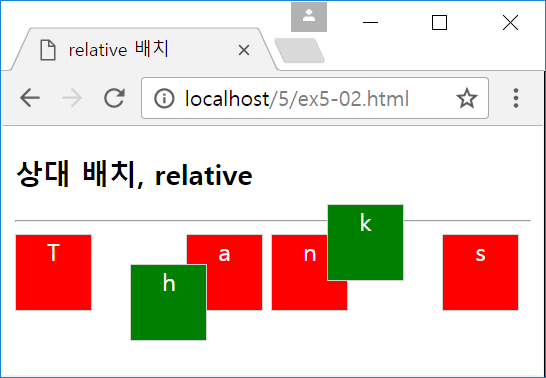 relative 배치
localhost/5/ex5-02.html
상대 배치, relative
T h a n k s